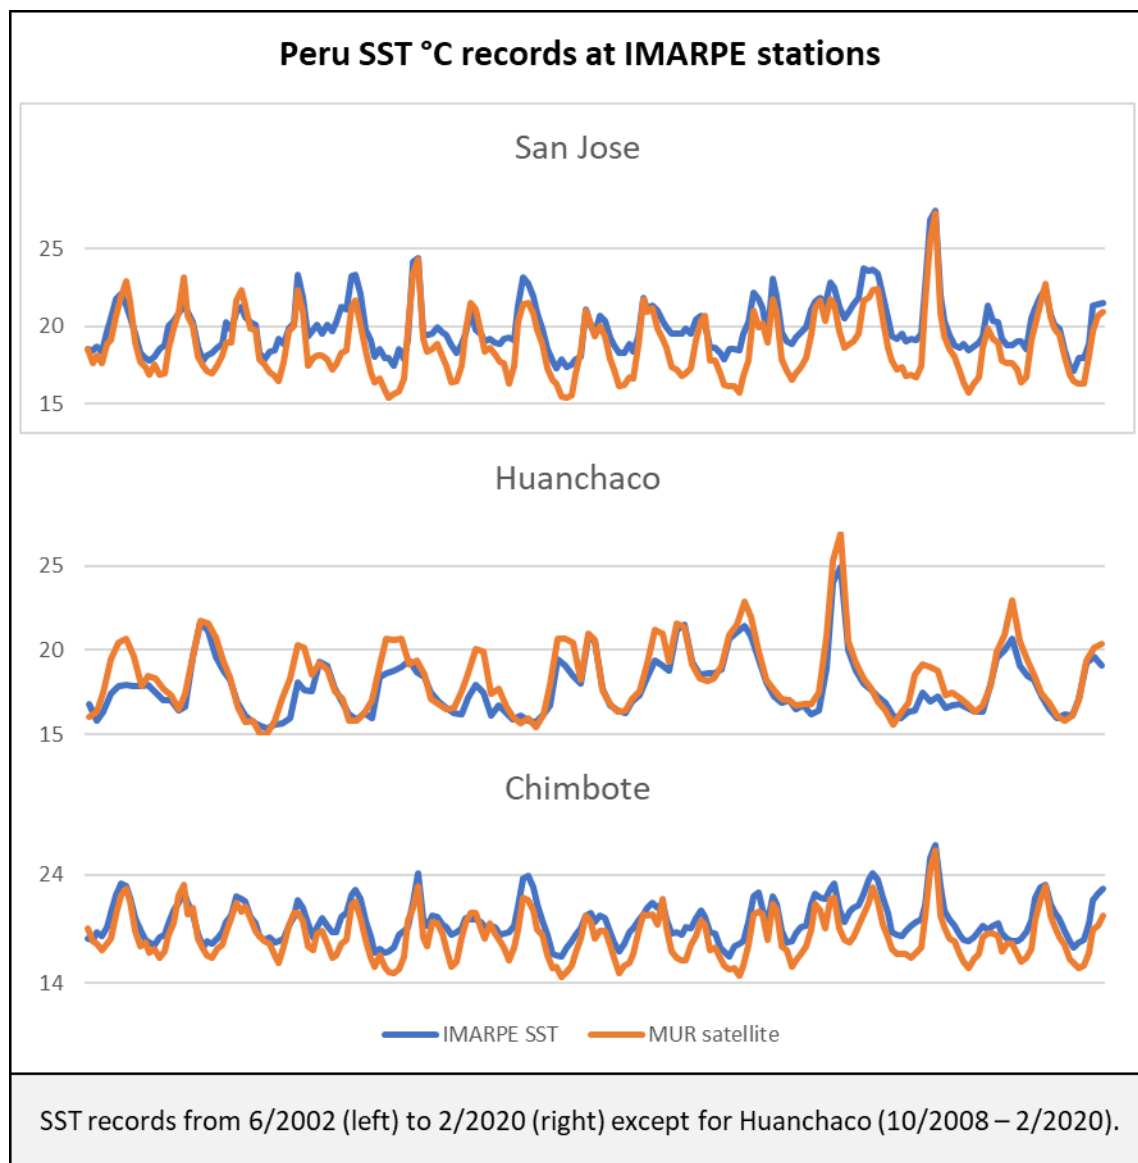 Peru SST °C records at IMARPE stations
San Jose
25
20
15
Huanchaco
25
20
15
Chimbote
24
14
IMARPE SST MUR satellite
SST records from 6/2002 (left) to 2/2020 (right) except for Huanchaco (10/2008 – 2/2020).